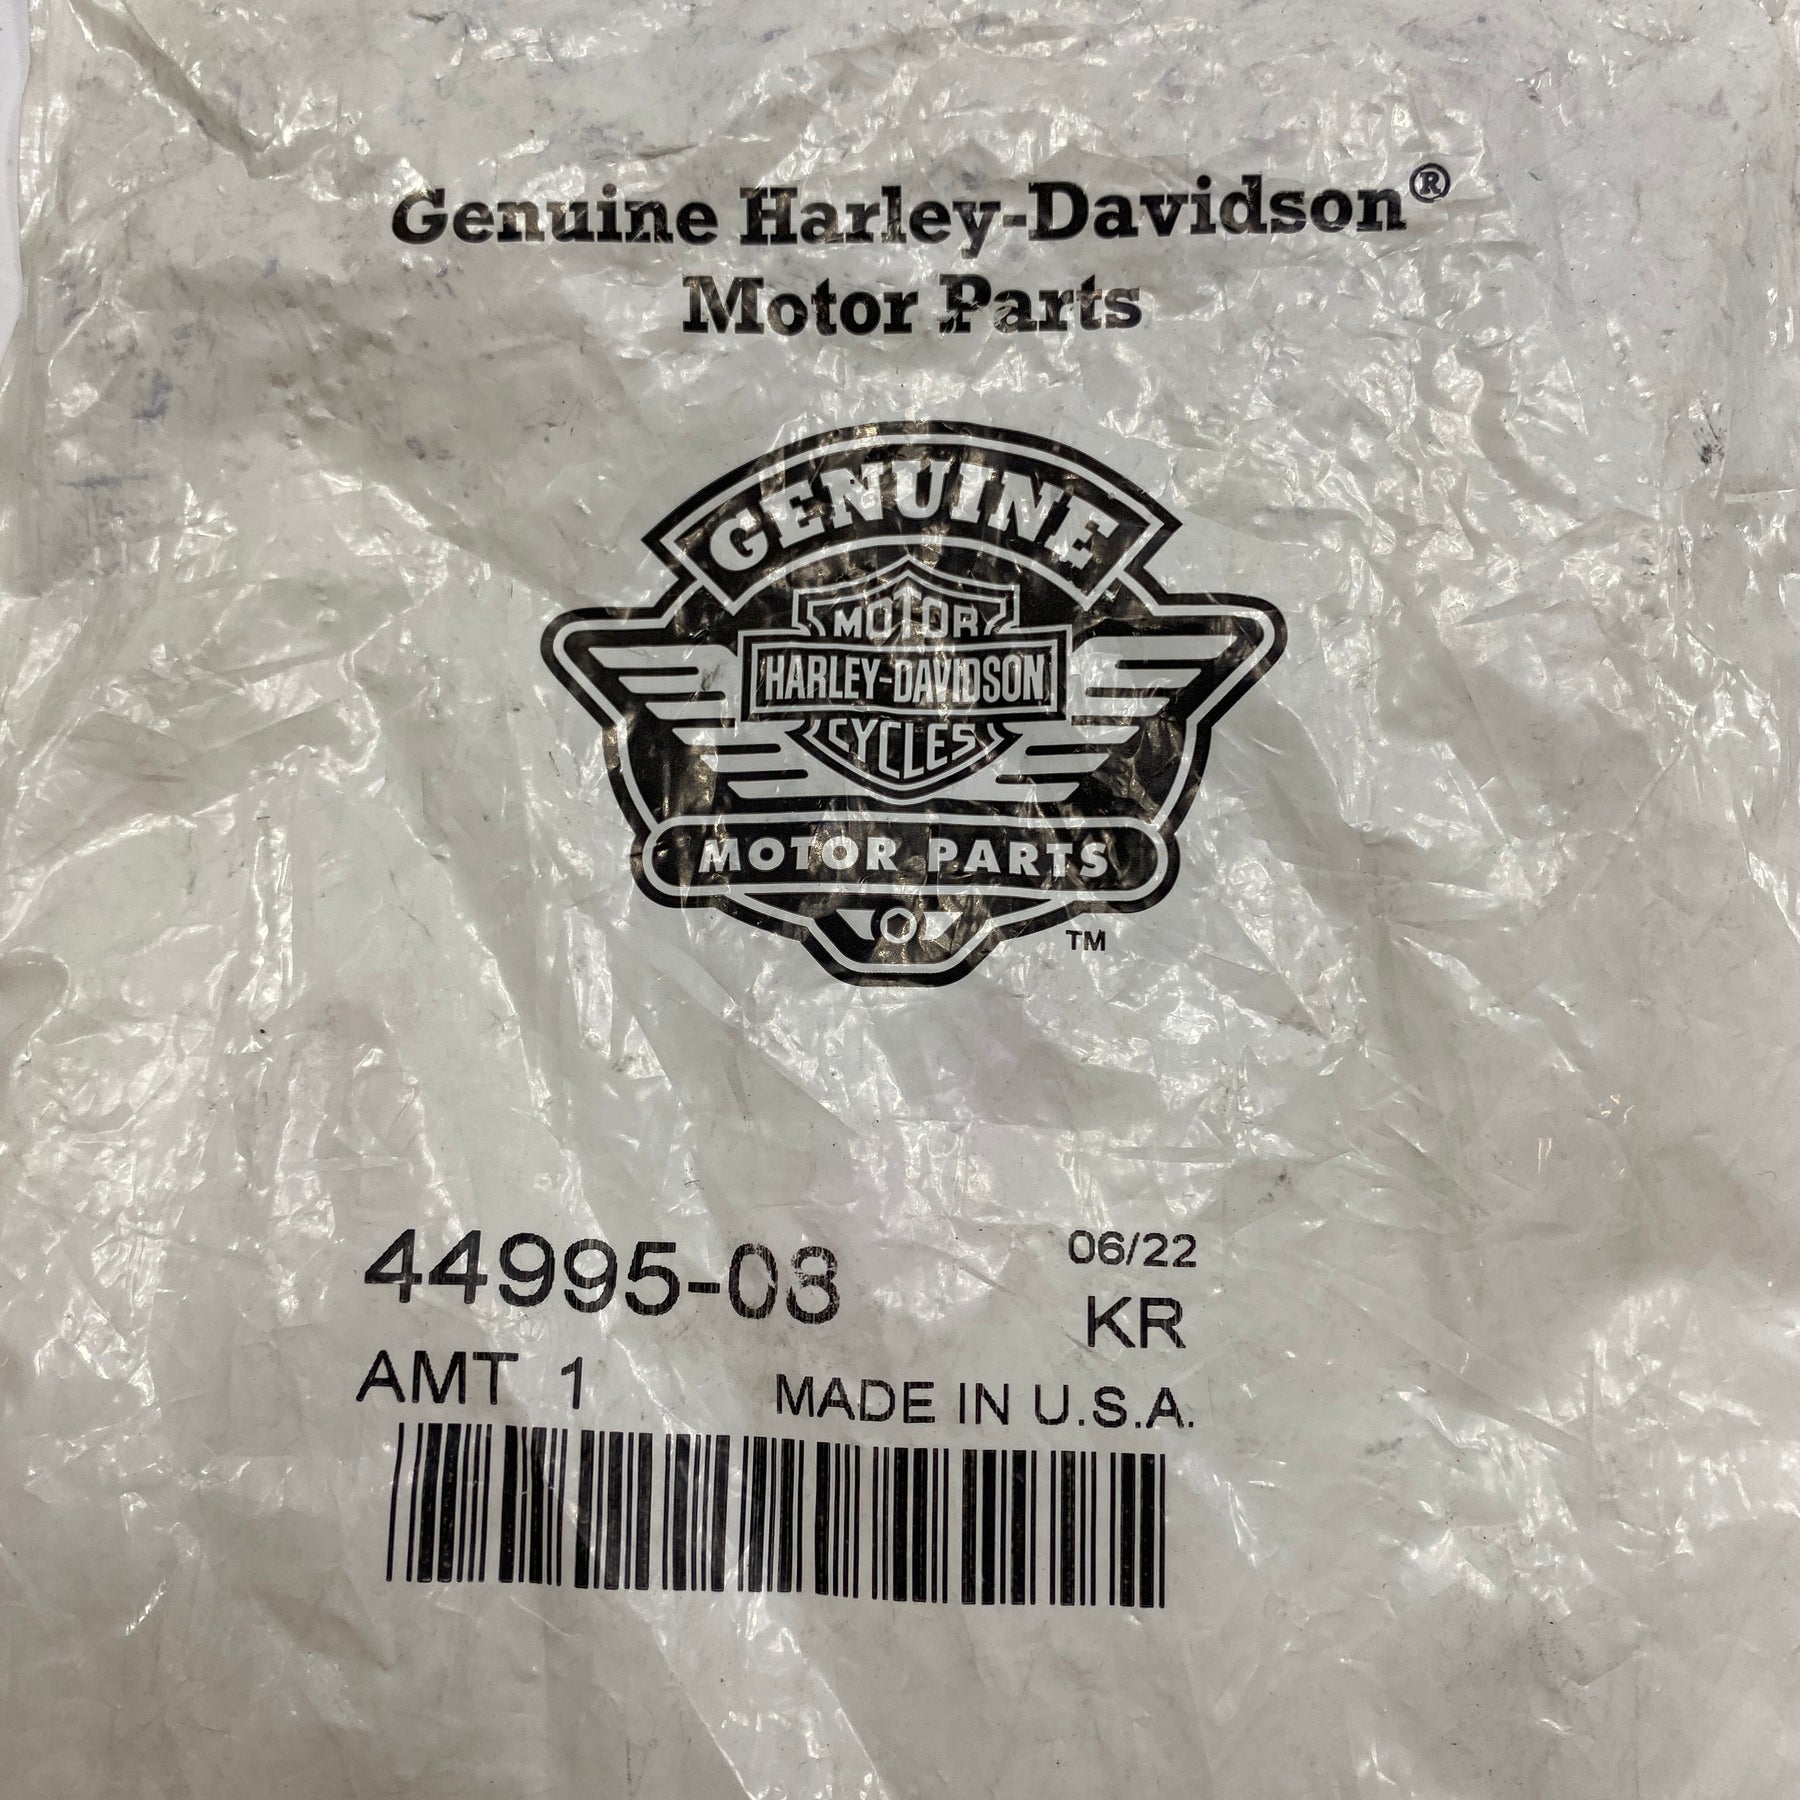 Genuine Harley-Davidson®
Motor Parts
GENUINE
MOTOR
HARLEY-DAVIDSON
CYCLES
MOTOR PARTS
TM
44995-08
06/22
KR
AMT 1
MADE IN U.S.A.